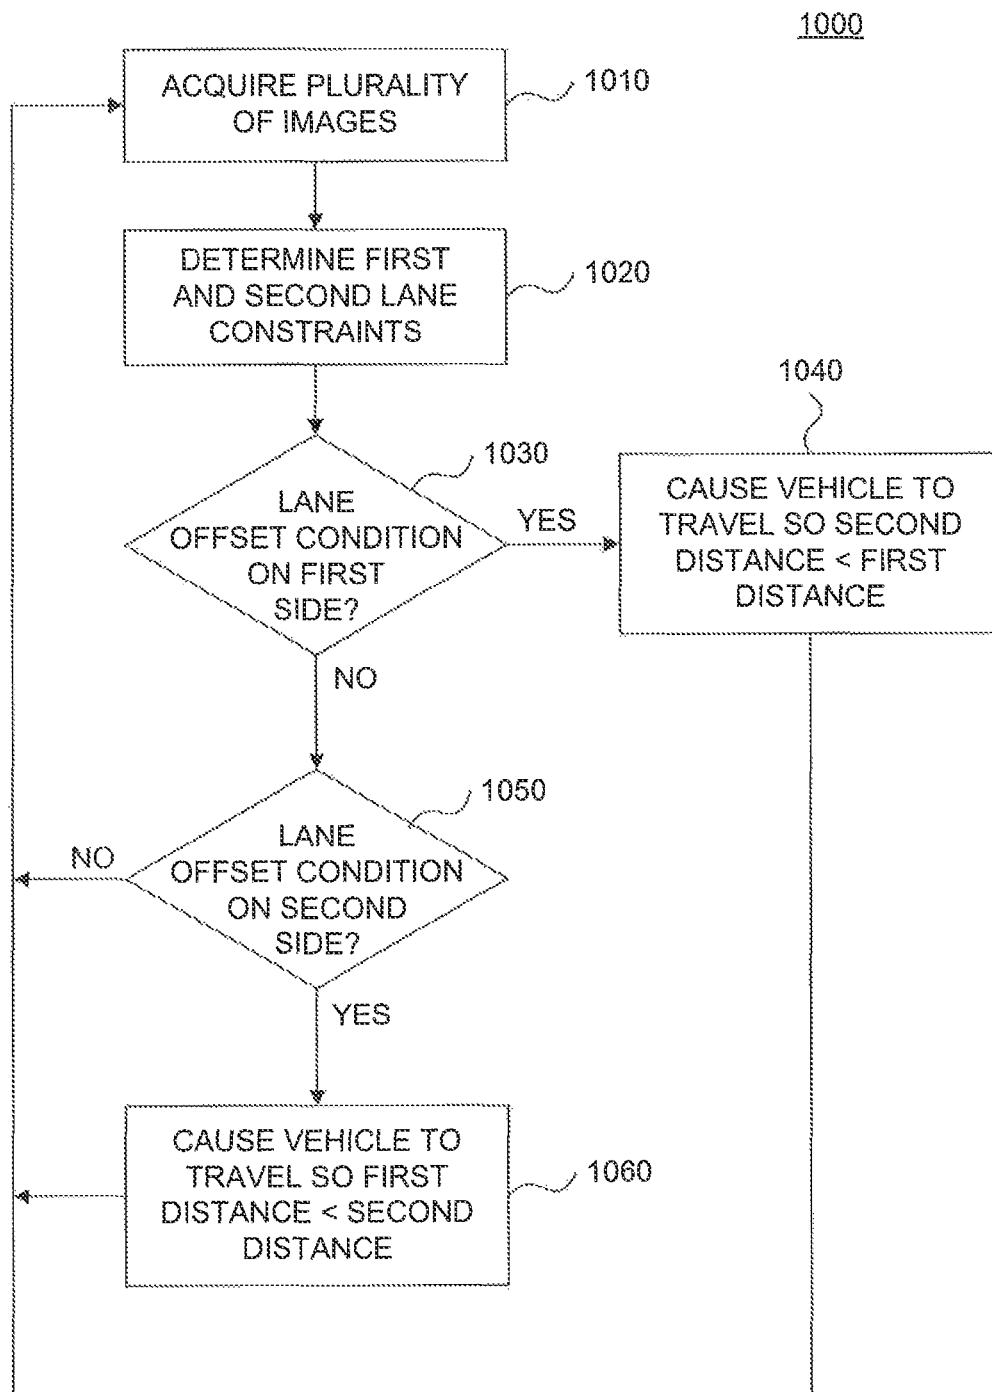 1000
ACQUIRE PLURALITY
OF IMAGES
1010
DETERMINE FIRST
AND SECOND LANE
CONSTRAINTS
1020
LANE
OFFSET CONDITION
ON FIRST
SIDE?
1030
YES
1040
CAUSE VEHICLE TO
TRAVEL SO SECOND
DISTANCE < FIRST
DISTANCE
NO
LANE
OFFSET CONDITION
ON SECOND
SIDE?
1050
NO
YES
CAUSE VEHICLE TO
TRAVEL SO FIRST
DISTANCE < SECOND
DISTANCE
1060